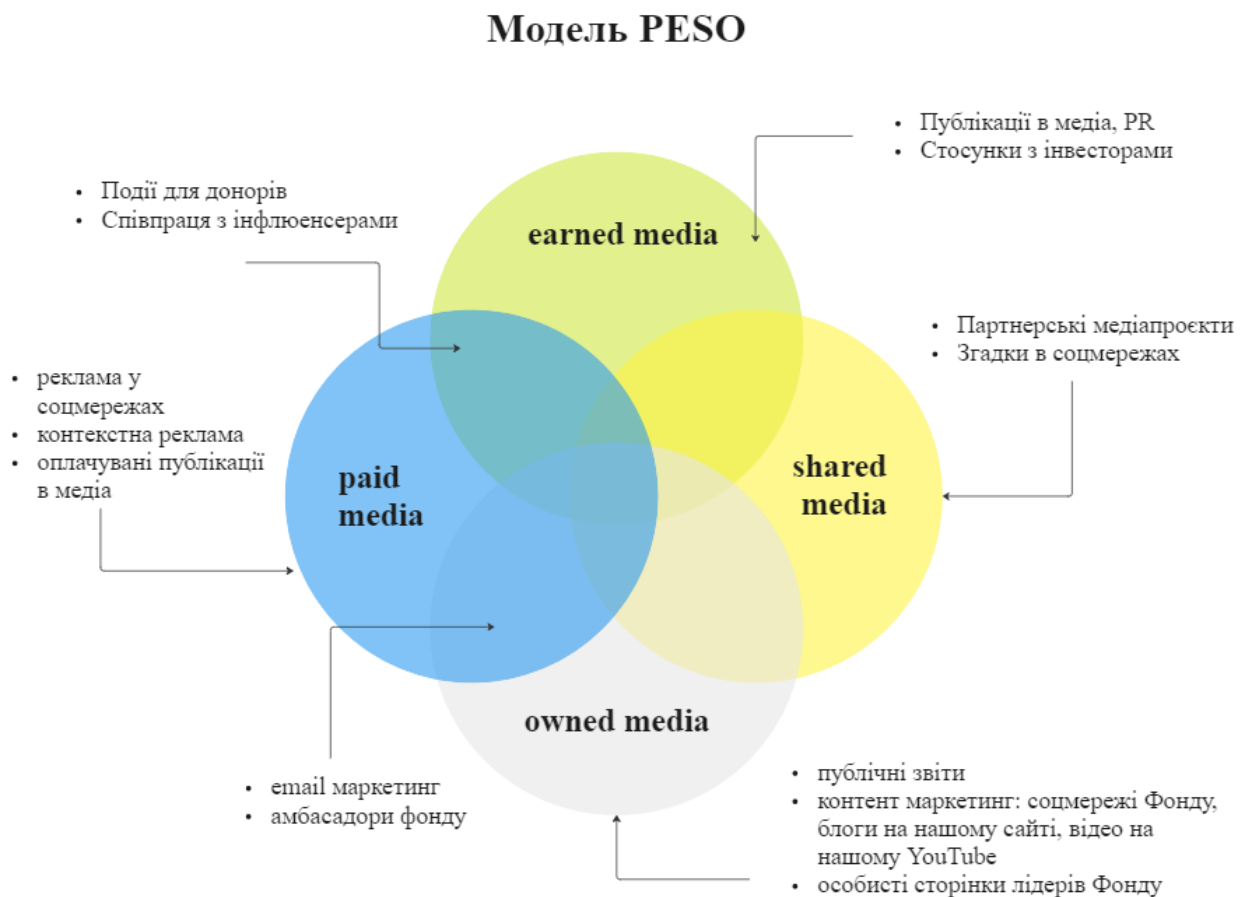 Модель PESO
• Публікації в медіа, PR
• Стосунки з інвесторами
• Події для донорів
• Співпраця з інфлюенсерами
earned media
• Партнерські медіапроєкти
• Згадки в соцмережах
• реклама у
соцмережах
• контекстна реклама
• оплачувані публікації
в медіа
paid
media
shared
media
owned media
• email маркетинг
• амбасадори фонду
• публічні звіти
• контент маркетинг: соцмережі Фонду,
блоги на нашому сайті, відео на
нашому YouTube
• особисті сторінки лідерів Фонду